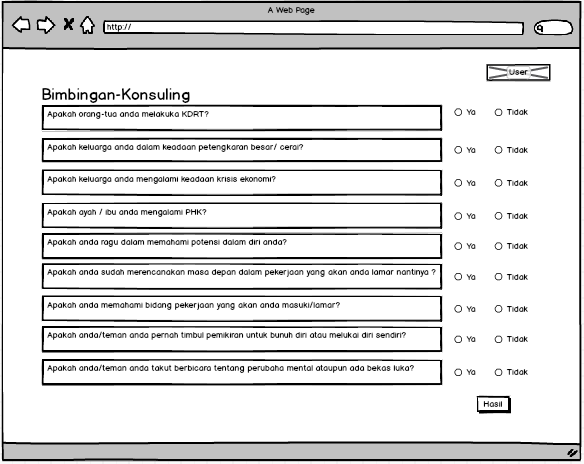 A Web Page
http://
User
Bimbingan-Konsuling
Apakah orang-tua anda melakuka KDRT? Ya Tidak
Apakah keluarga anda dalam keadaan petengkaran besar/ cerai? Ya Tidak
Apakah keluarga anda mengalami keadaan krisis ekonomi? Ya Tidak
Apakah ayah / ibu anda mengalami PHK? Ya Tidak
Apakah anda ragu dalam memahami potensi dalam diri anda? Ya Tidak
Apakah anda sudah merencanakan masa depan dalam pekerjaan yang akan anda lamar nantinya ? Ya Tidak
Apakah anda memahami bidang pekerjaan yang akan anda masuki/lamar? Ya Tidak
Apakah anda/teman anda pernah timbul pemikiran untuk bunuh diri atau melukai diri sendiri? Ya Tidak
Apakah anda/teman anda takut berbicara tentang perubaha mental ataupun ada bekas luka? Ya Tidak
Hasil